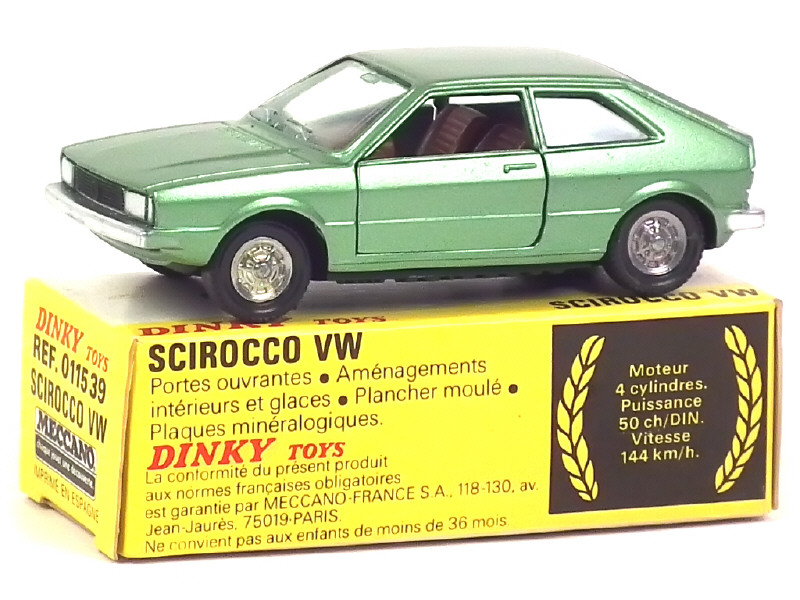 DINKY TOYS
REF. 011539
SCIROCCO VW
MECCANO
IMPRIMÉ EN ESPAGNE
DINKY TOYS
SCIROCCO VW
SCIROCCO VW
Portes ouvrantes • Aménagements
intérieurs et glaces • Plancher moulé •
Plaques minéralogiques.
DINKY TOYS
La conformité du présent produit
aux normes françaises obligatoires
est garantie par MECCANO-FRANCE S.A., 118-130, av.
Jean-Jaurès, 75019-PARIS.
Ne convient pas aux enfants de moins de 36 mois.
Moteur
4 cylindres.
Puissance
50 ch/DIN.
Vitesse
144 km/h.